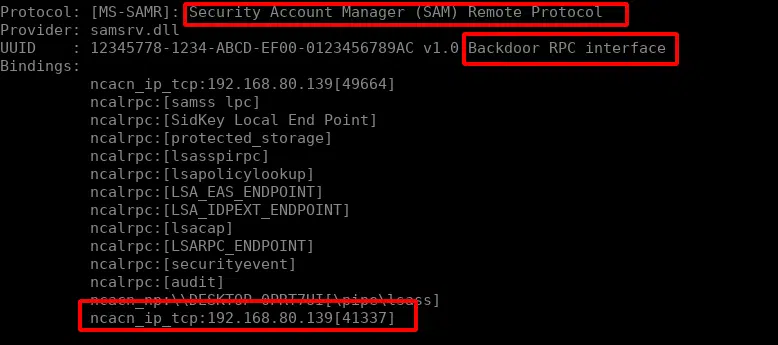 Protocol: [MS-SAMR]: Security Account Manager (SAM) Remote Protocol
Provider: samsrv.dll
UUID    : 12345778-1234-ABCD-EF00-0123456789AC v1.0 Backdoor RPC interface
Bindings:
          ncacn_ip_tcp:192.168.80.139[49664]
          ncalrpc:[samss lpc]
          ncalrpc:[SidKey Local End Point]
          ncalrpc:[protected_storage]
          ncalrpc:[lsasspirpc]
          ncalrpc:[lsapolicylookup]
          ncalrpc:[LSA_EAS_ENDPOINT]
          ncalrpc:[LSA_IDPEXT_ENDPOINT]
          ncalrpc:[lsacap]
          ncalrpc:[LSARPC_ENDPOINT]
          ncalrpc:[securityevent]
          ncalrpc:[audit]
          ncacn_np:\\DESKTOP-0PRT7UI[\pipe\lsass]
          ncacn_ip_tcp:192.168.80.139[41337]